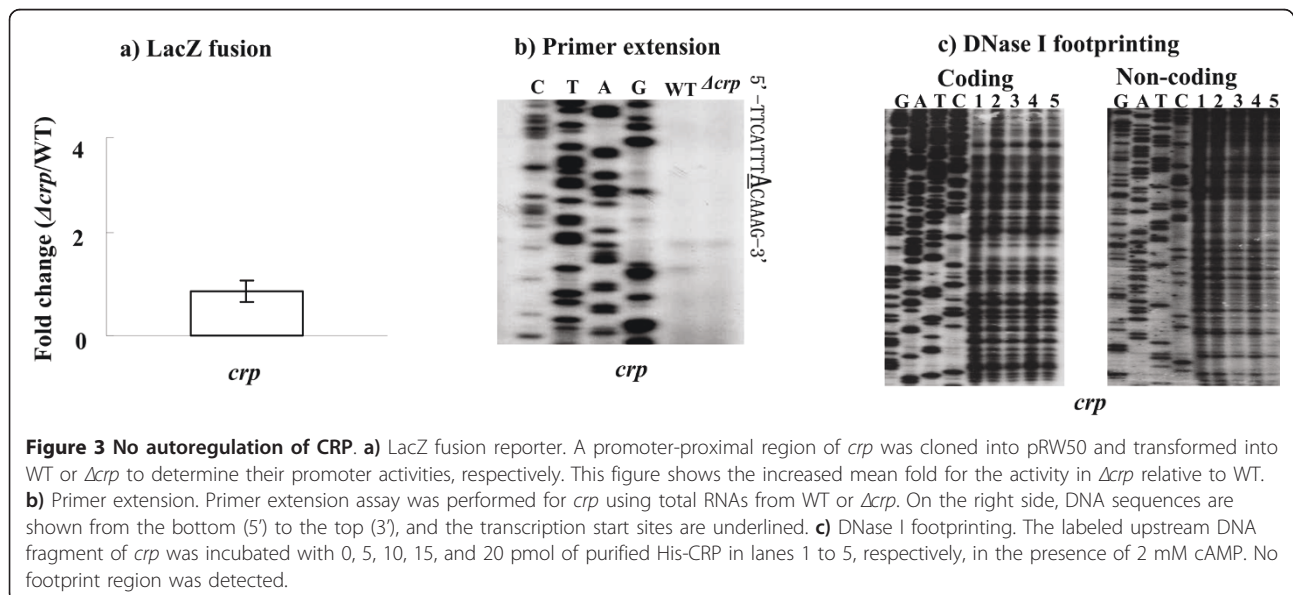 a) LacZ fusion
Fold change (Δcrp/WT)
4
2
0
crp
b) Primer extension
C T A G WT Δcrp
5’ -TTCATTTACAAAG-3’
crp
c) DNase I footprinting
Coding
G A T C 1 2 3 4 5
Non-coding
G A T C 1 2 3 4 5
crp
Figure 3 No autoregulation of CRP. a) LacZ fusion reporter. A promoter-proximal region of crp was cloned into pRW50 and transformed into
WT or Δcrp to determine their promoter activities, respectively. This figure shows the increased mean fold for the activity in Δcrp relative to WT.
b) Primer extension. Primer extension assay was performed for crp using total RNAs from WT or Δcrp. On the right side, DNA sequences are
shown from the bottom (5′) to the top (3′), and the transcription start sites are underlined. c) DNase I footprinting. The labeled upstream DNA
fragment of crp was incubated with 0, 5, 10, 15, and 20 pmol of purified His-CRP in lanes 1 to 5, respectively, in the presence of 2 mM cAMP. No
footprint region was detected.